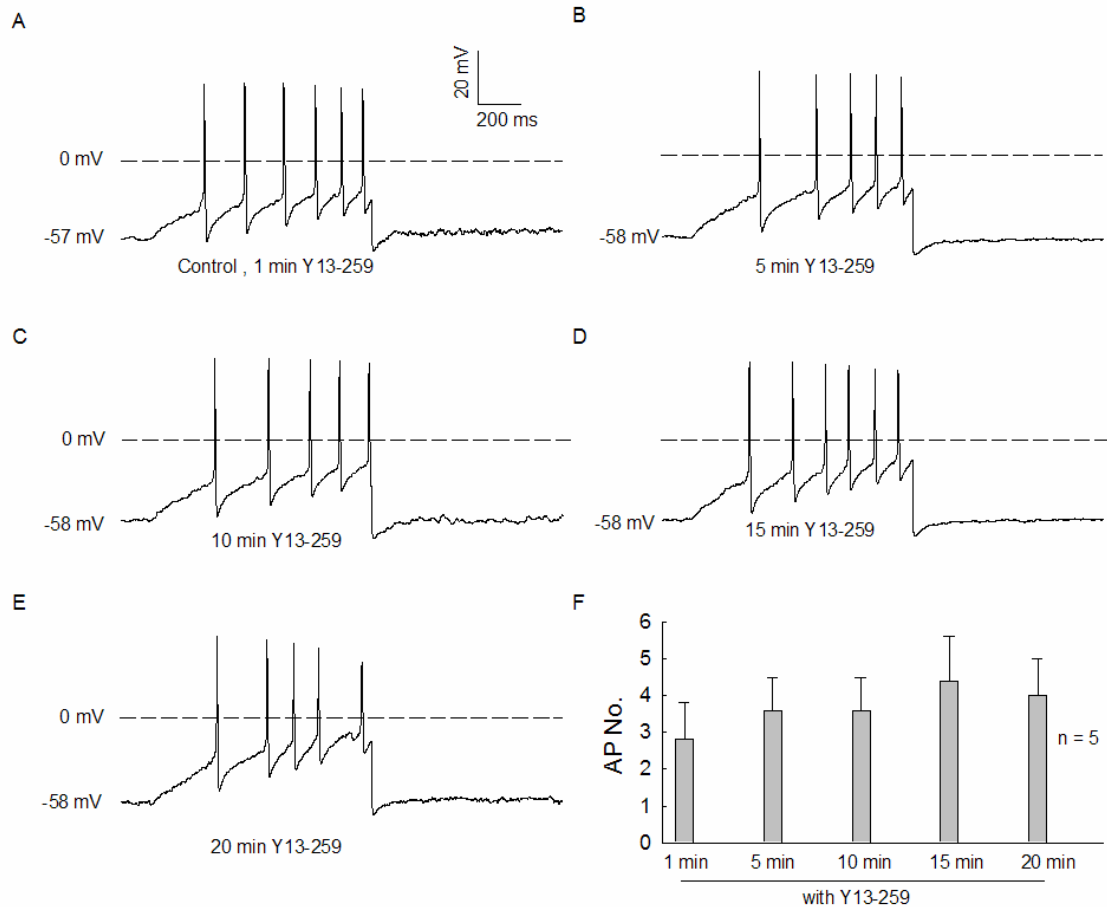 A
20 mV
200 ms
0 mV
-57 mV
Control , 1 min Y13-259
B
-58 mV
5 min Y13-259
C
0 mV
-58 mV
10 min Y13-259
D
-58 mV
15 min Y13-259
E
0 mV
-58 mV
20 min Y13-259
F
AP No.
6
5
4
3
2
1
0
n = 5
1 min 5 min 10 min 15 min 20 min
with Y13-259